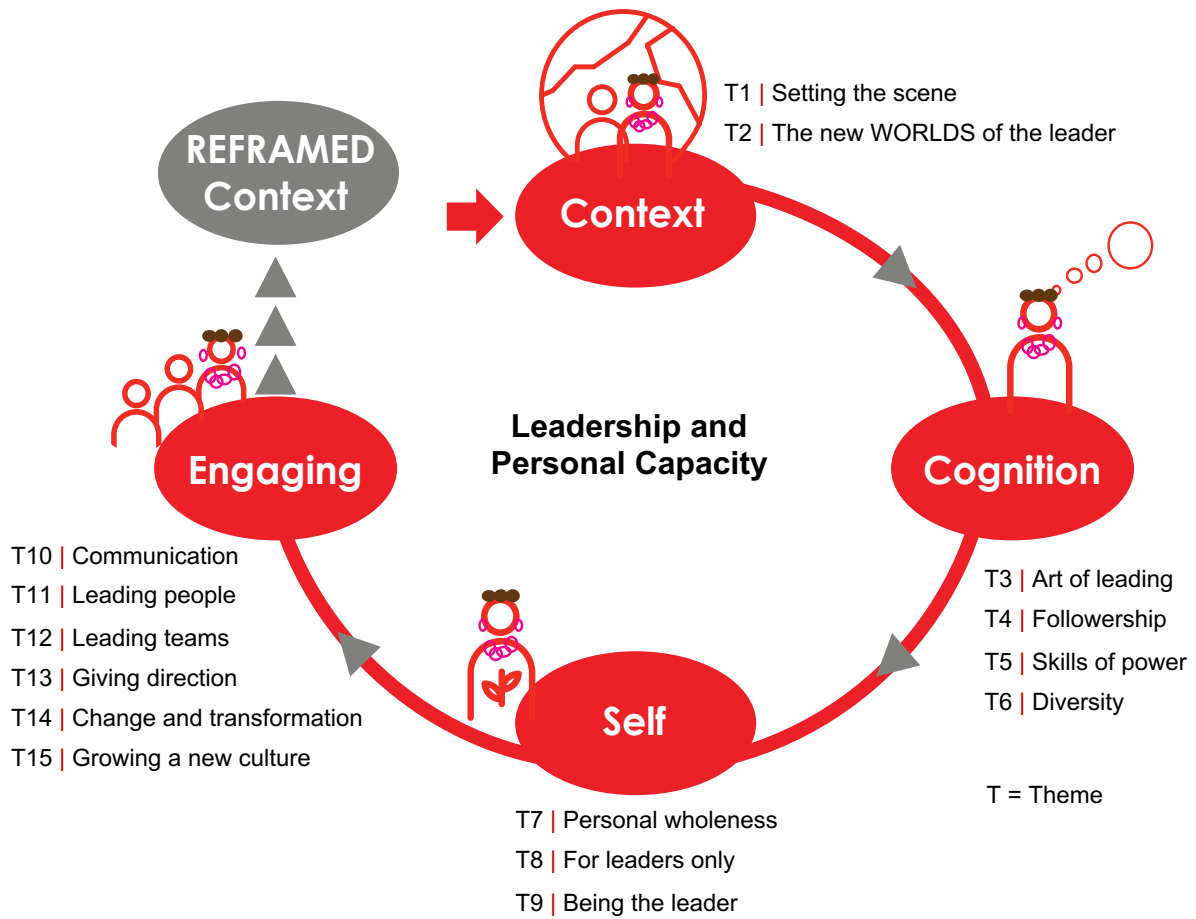 REFRAMED
Context
Context
T1 | Setting the scene
T2 | The new WORLDS of the leader
Cognition
T3 | Art of leading
T4 | Followership
T5 | Skills of power
T6 | Diversity
T = Theme
Leadership and
Personal Capacity
Self
T7 | Personal wholeness
T8 | For leaders only
T9 | Being the leader
Engaging
T10 | Communication
T11 | Leading people
T12 | Leading teams
T13 | Giving direction
T14 | Change and transformation
T15 | Growing a new culture